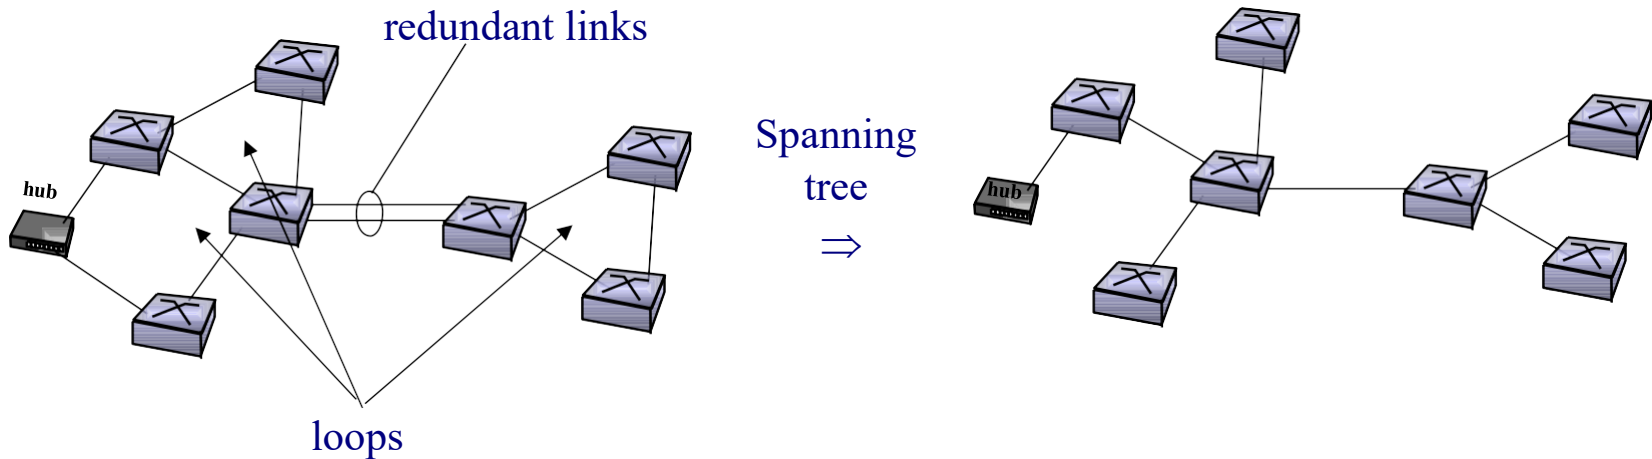 redundant links
hub
loops
Spanning
tree
⇒
hub